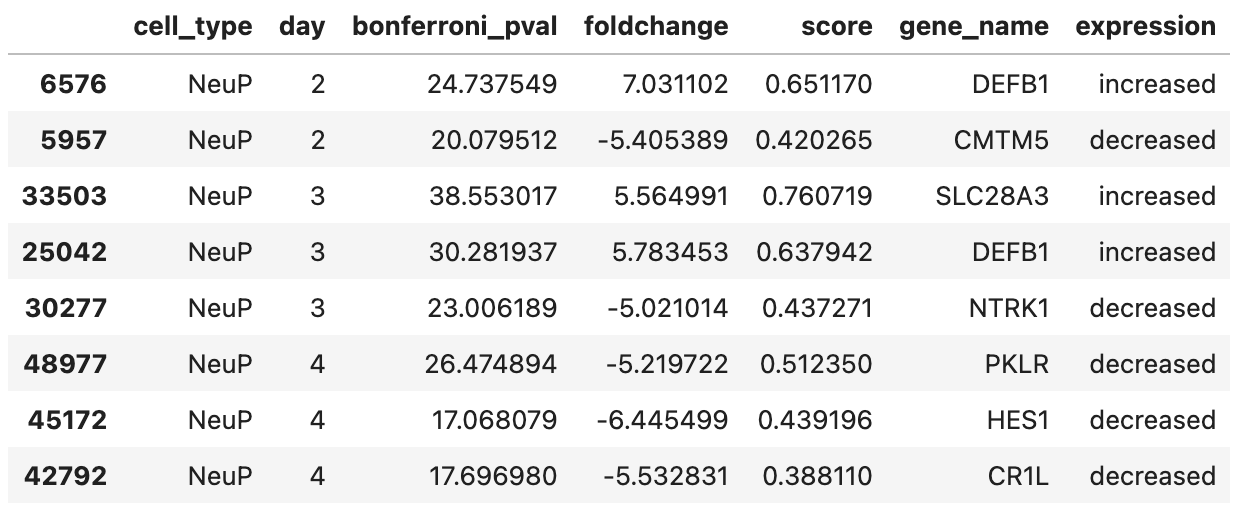 cell_type day bonferroni_pval foldchange score gene_name expression
6576 NeuP 2 24.737549 7.031102 0.651170 DEFB1 increased
5957 NeuP 2 20.079512 -5.405389 0.420265 CMTM5 decreased
33503 NeuP 3 38.553017 5.564991 0.760719 SLC28A3 increased
25042 NeuP 3 30.281937 5.783453 0.637942 DEFB1 increased
30277 NeuP 3 23.006189 -5.021014 0.437271 NTRK1 decreased
48977 NeuP 4 26.474894 -5.219722 0.512350 PKLR decreased
45172 NeuP 4 17.068079 -6.445499 0.439196 HES1 decreased
42792 NeuP 4 17.696980 -5.532831 0.388110 CR1L decreased